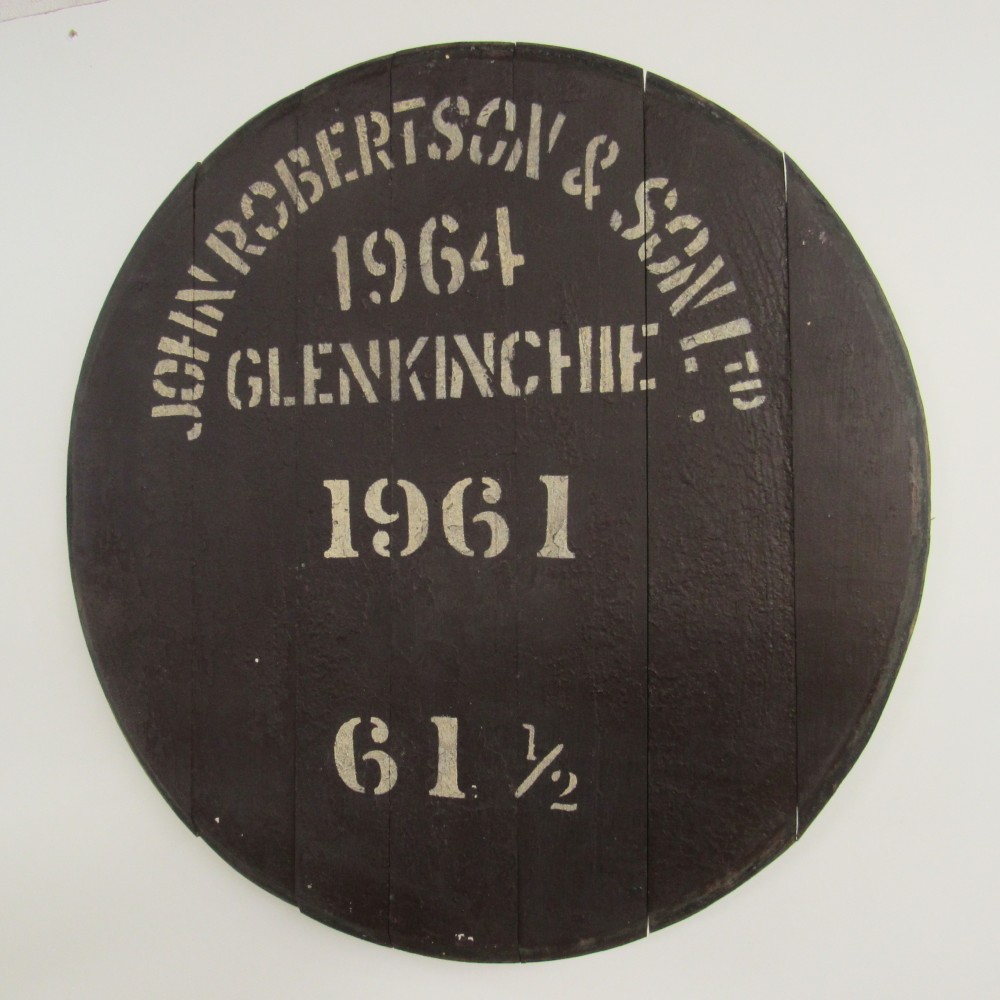 JOHN ROBERTSON & SON LTD.
1964
GLENKINCHIE
1961
61 ½